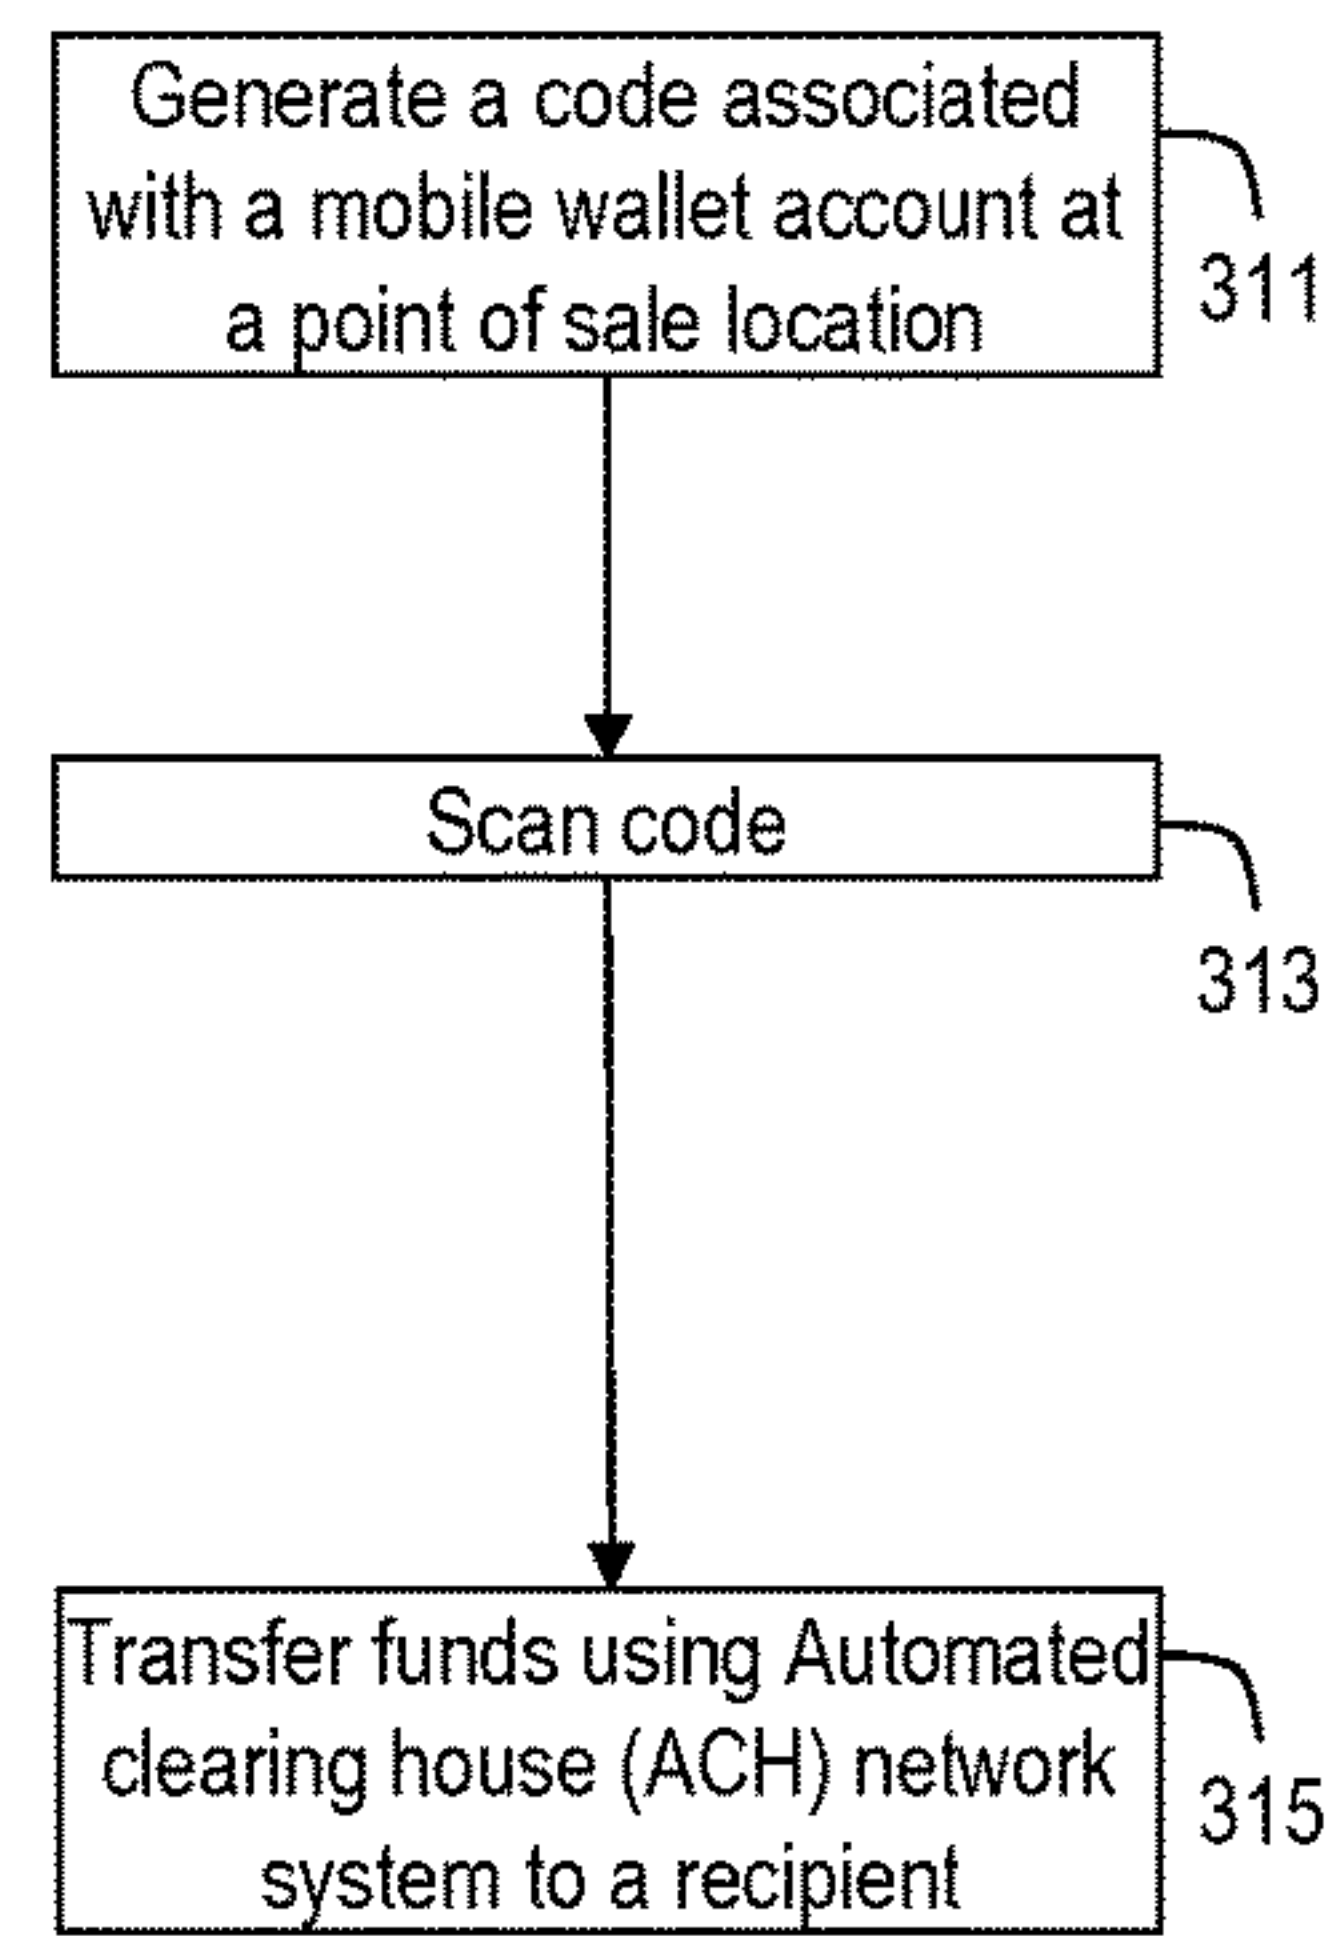 Generate a code associated
with a mobile wallet account at
a point of sale location
311
Scan code
313
Transfer funds using Automated
clearing house (ACH) network
system to a recipient
315